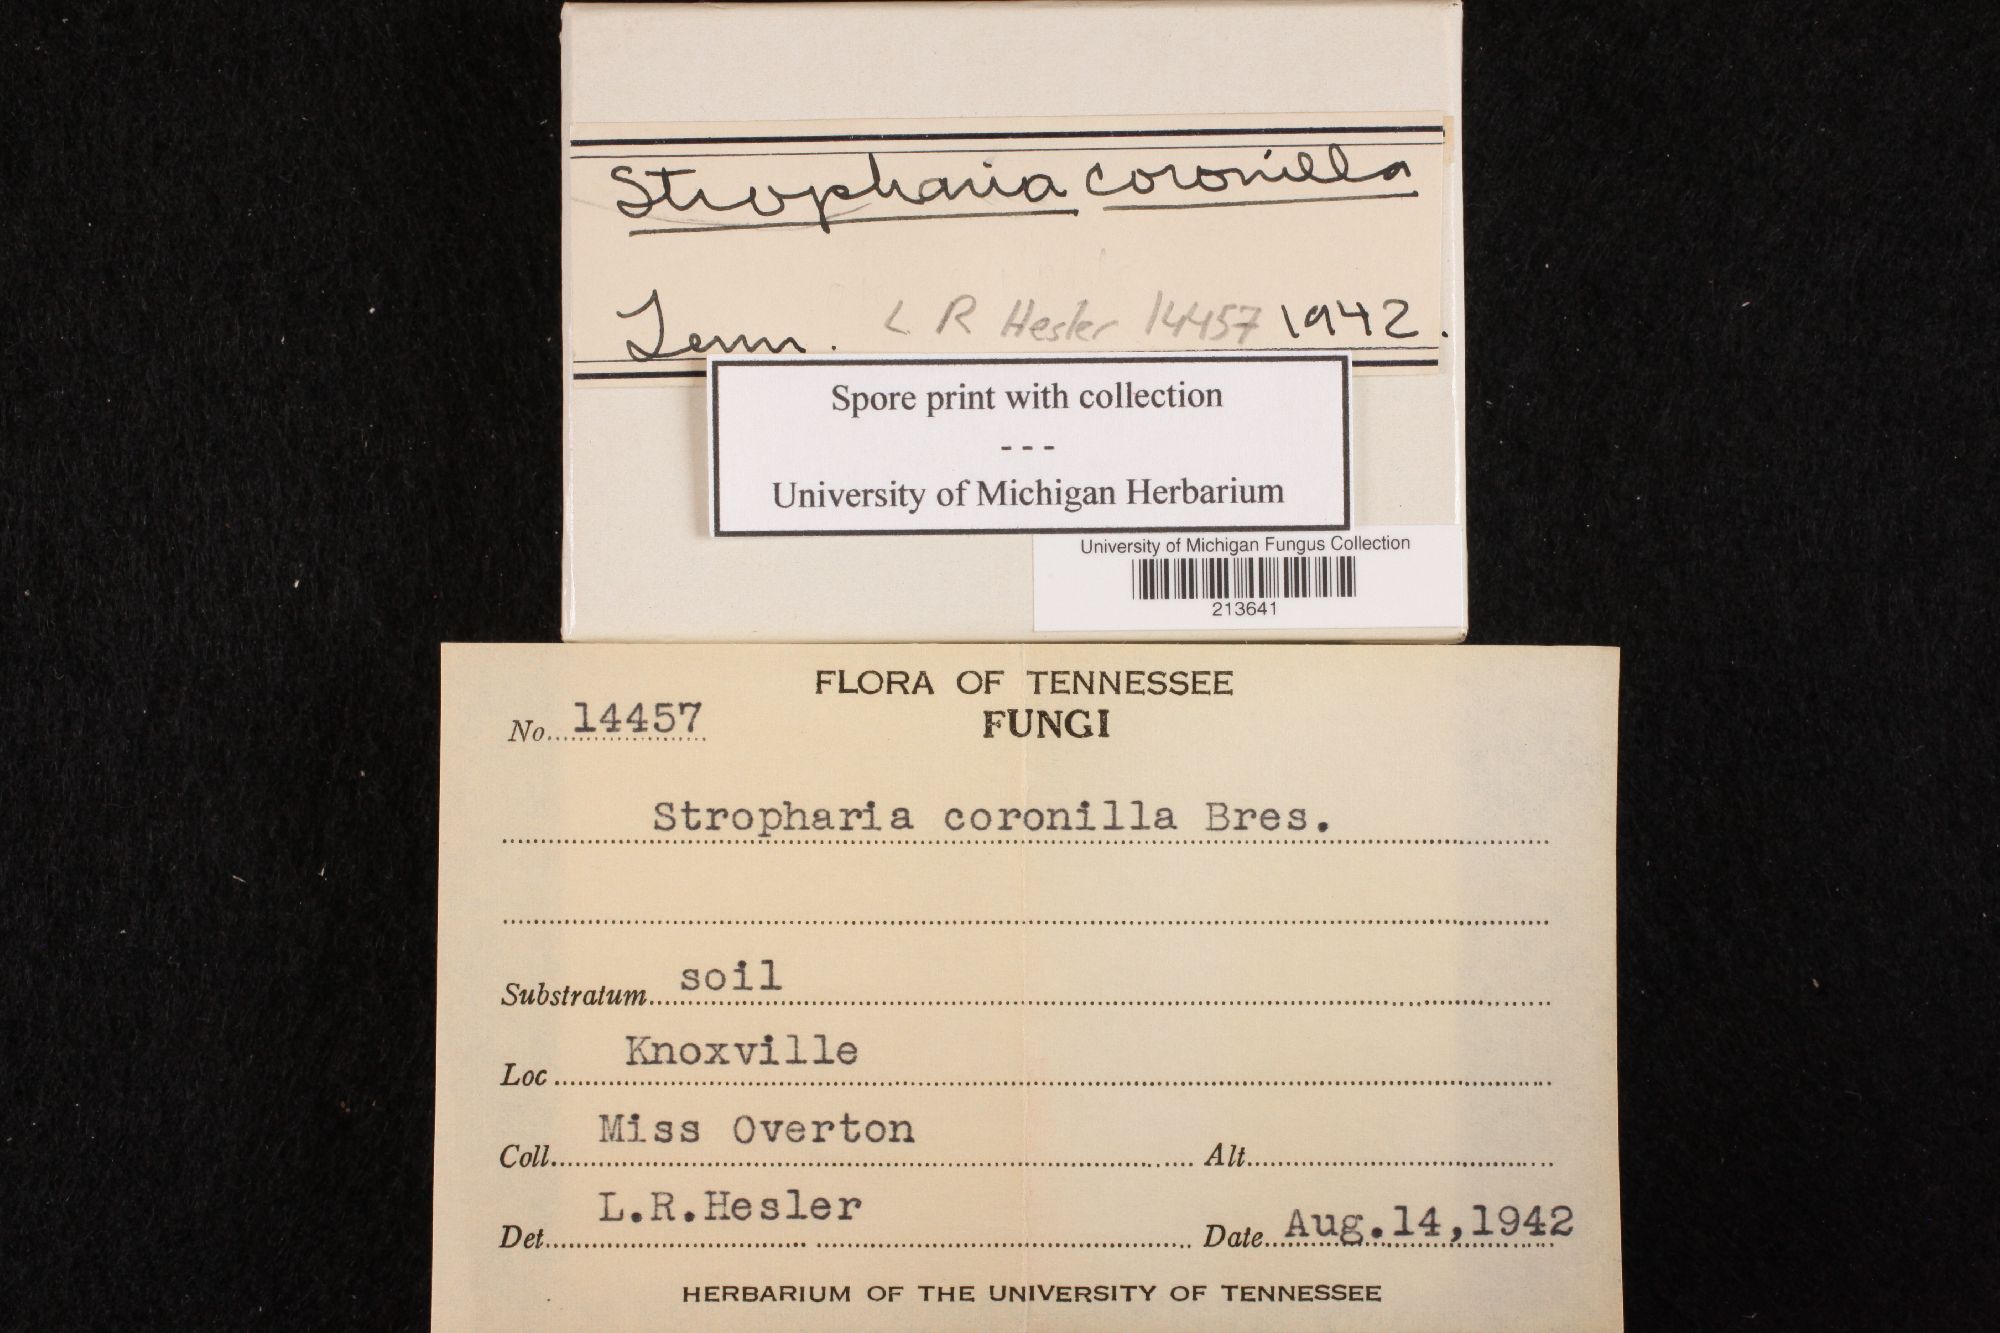 Stropharia coronilla
Tenn. L R Hesler 14457 1942.
Spore print with collection
- - -
University of Michigan Herbarium
University of Michigan Fungus Collection
213641
FLORA OF TENNESSEE
FUNGI
No. 14457
Stropharia coronilla Bres.
Substratum soil
Loc Knoxville
Coll. Miss Overton Alt.
Det. L.R.Hesler Date Aug.14,1942
HERBARIUM OF THE UNIVERSITY OF TENNESSEE